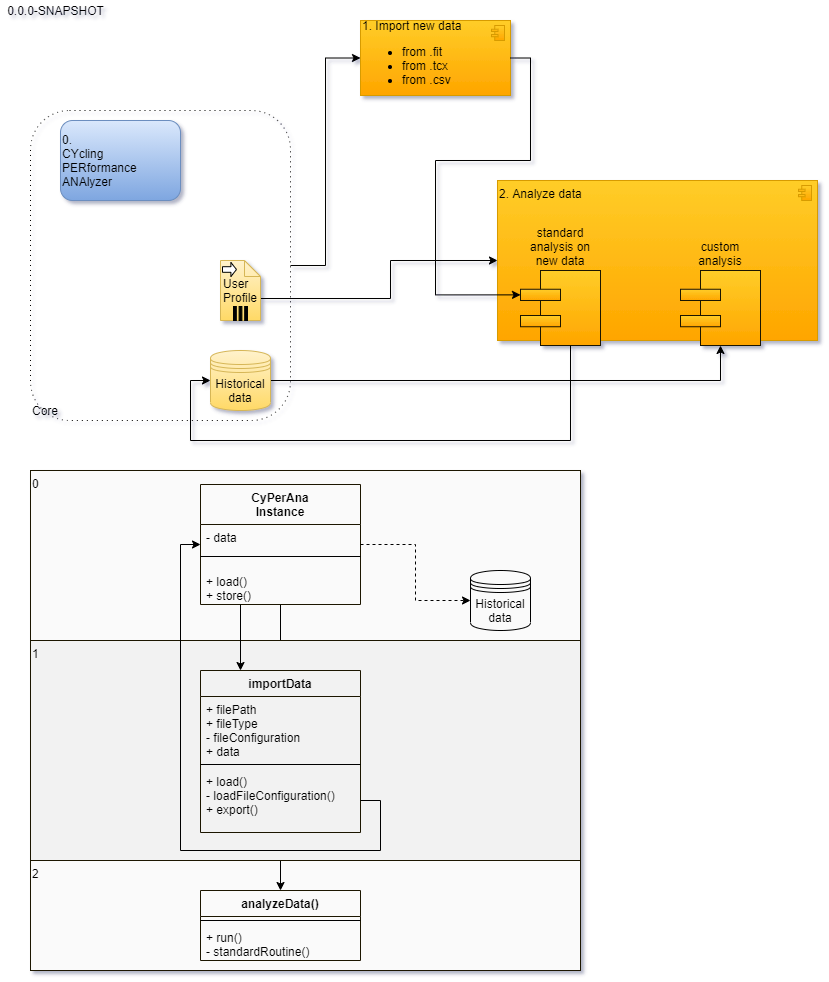 0.0.0-SNAPSHOT
1. Import new data
from .fit
from .tcx
from .csv
0.
CYcling
PERformance
ANAlyzer
2. Analyze data
standard
analysis on
new data
custom
analysis
User
Profile
Historical
data
Core
0
CyPerAna
Instance
- data
+ load()
+ store()
Historical
data
1
importData
+ filePath
+ fileType
- fileConfiguration
+ data
+ load()
- loadFileConfiguration()
+ export()
2
analyzeData()
+ run()
- standardRoutine()